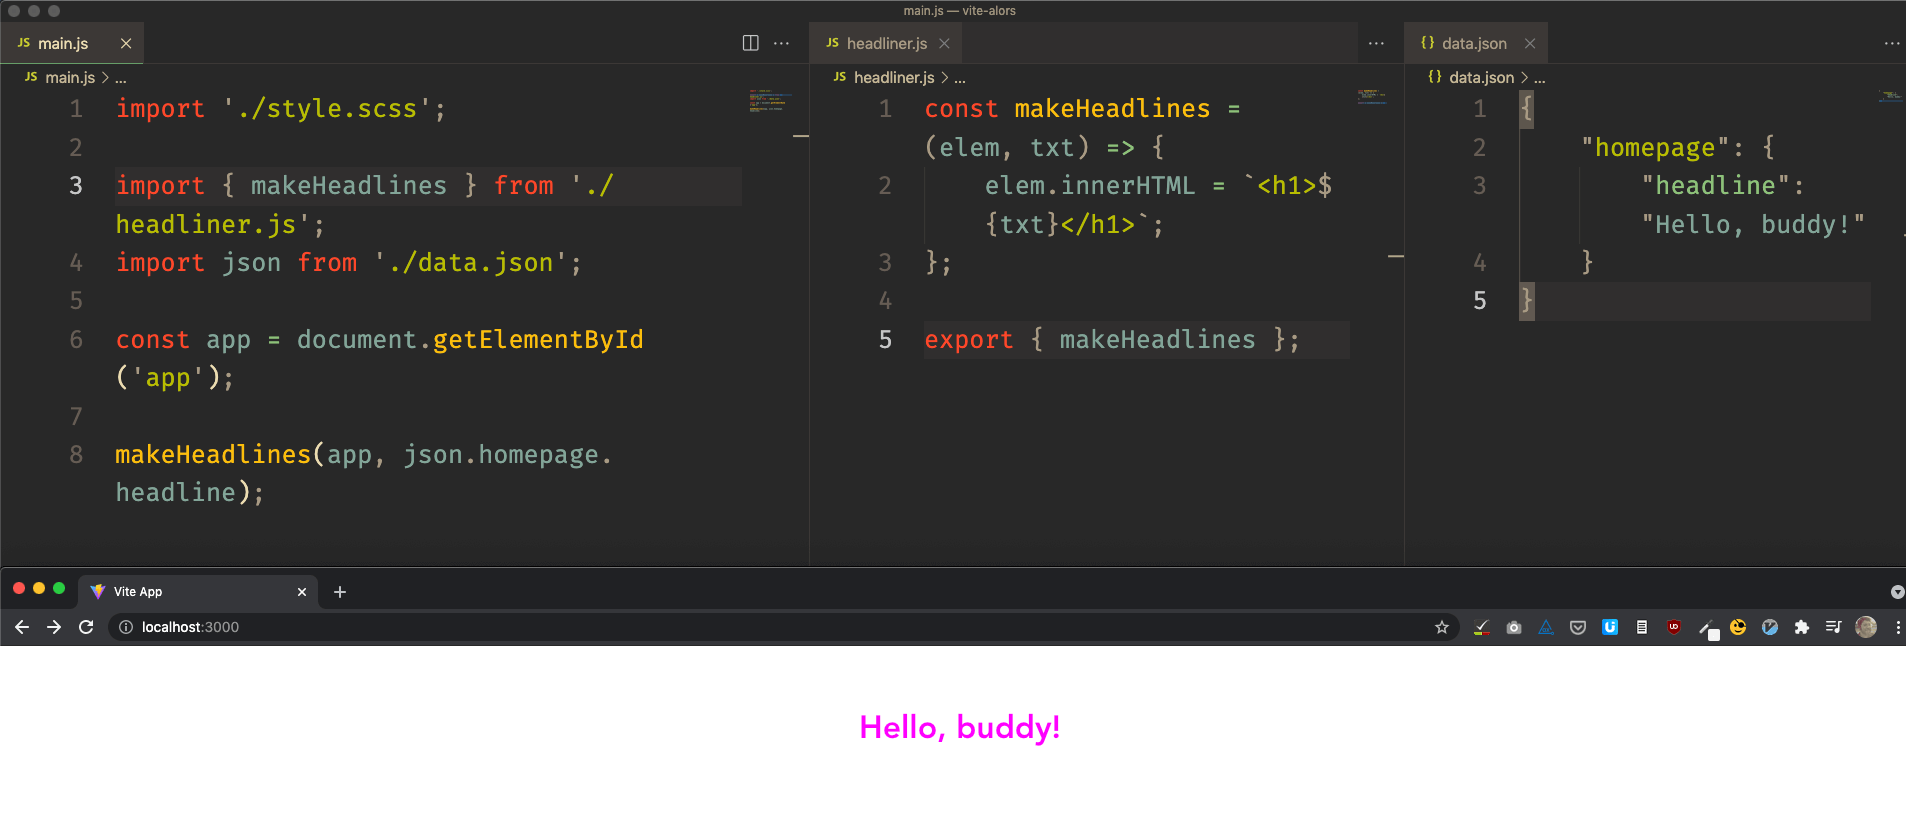 main.js — vite-alors
JS main.js
JS main.js > ...
1 import './style.scss';
2
3 import { makeHeadlines } from './
headliner.js';
4 import json from './data.json';
5
6 const app = document.getElementById
('app');
7
8 makeHeadlines(app, json.homepage.
headline);
JS headliner.js
JS headliner.js > ...
1 const makeHeadlines =
(elem, txt) => {
2 elem.innerHTML = `<h1>$
{txt}</h1>`;
3 };
4
5 export { makeHeadlines };
{} data.json
{} data.json > ...
1 {
2 "homepage": {
3 "headline":
"Hello, buddy!"
4 }
5 }
Vite App
localhost:3000
Hello, buddy!